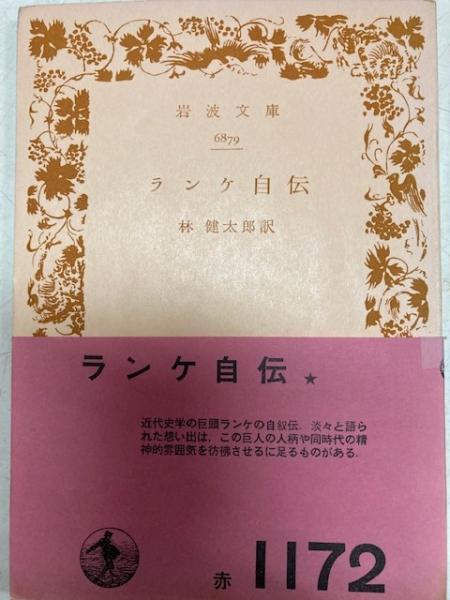 岩波文庫
6879
ランケ自伝
林健太郎訳
ランケ自伝 ★
近代史学の巨頭ランケの自叙伝．淡々と語ら
れた想い出は，この巨人の人柄や同時代の精
神的雰囲気を彷彿させるに足るものがある．
赤 1172